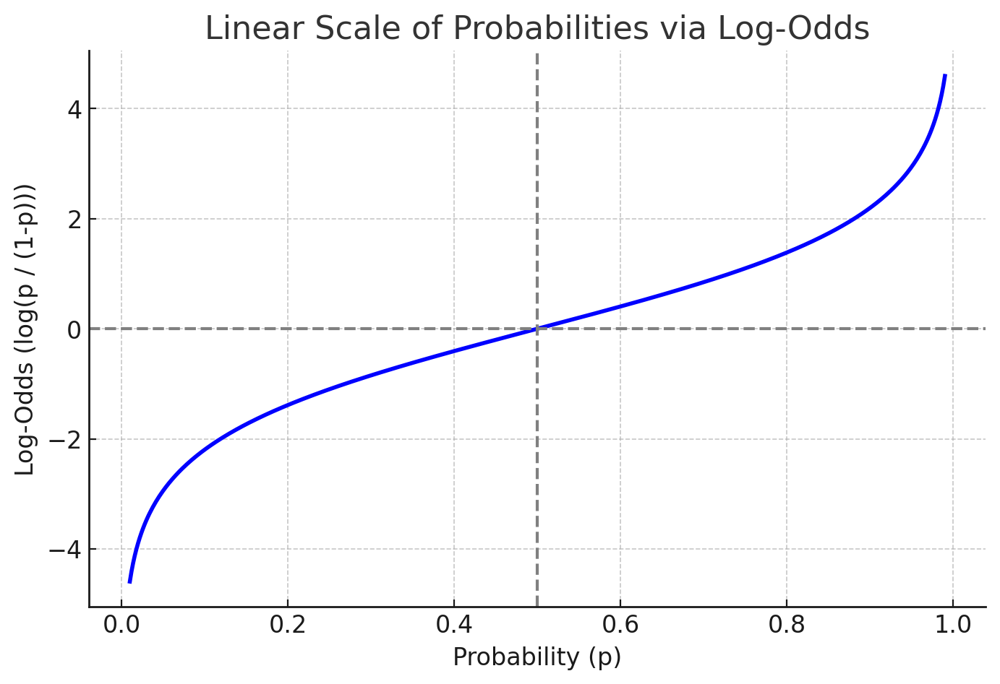 Linear Scale of Probabilities via Log-Odds
Log-Odds (log(p / (1-p)))
4
2
0
−2
−4
0.0 0.2 0.4 0.6 0.8 1.0
Probability (p)